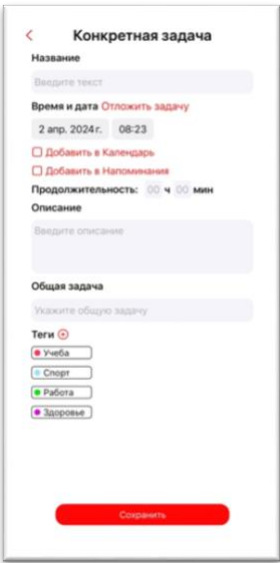 Конкретная задача
Название
Введите текст
Время и дата Отложить задачу
2 апр. 2024 г. 08:23
Добавить в Календарь
Добавить в Напоминания
Продолжительность: 00 ч 00 мин
Описание
Введите описание
Общая задача
Укажите общую задачу
Теги
Учеба
Спорт
Работа
Здоровье
Сохранить